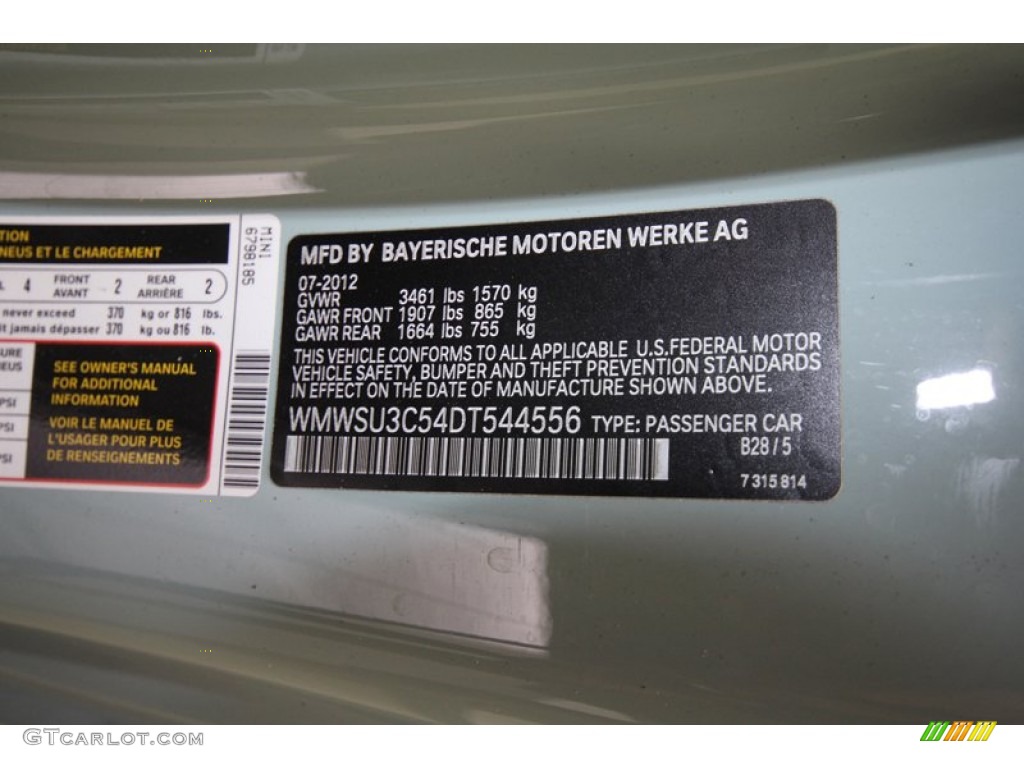 TION
NEUS ET LE CHARGEMENT
4 FRONT AVANT 2 REAR ARRIÈRE 2
never exceed 370 kg or 816 lbs.
it jamais dépasser 370 kg ou 816 lb.
SEE OWNER'S MANUAL
FOR ADDITIONAL
INFORMATION
VOIR LE MANUEL DE
L'USAGER POUR PLUS
DE RENSEIGNEMENTS
MINI
6798185
MFD BY BAYERISCHE MOTOREN WERKE AG
07-2012
GVWR 3461 lbs 1570 kg
GAWR FRONT 1907 lbs 865 kg
GAWR REAR 1664 lbs 755 kg
THIS VEHICLE CONFORMS TO ALL APPLICABLE U.S.FEDERAL MOTOR
VEHICLE SAFETY, BUMPER AND THEFT PREVENTION STANDARDS
IN EFFECT ON THE DATE OF MANUFACTURE SHOWN ABOVE.
WMWSU3C54DT544556 TYPE: PASSENGER CAR
B28/5
7315814
GTcarlot.com